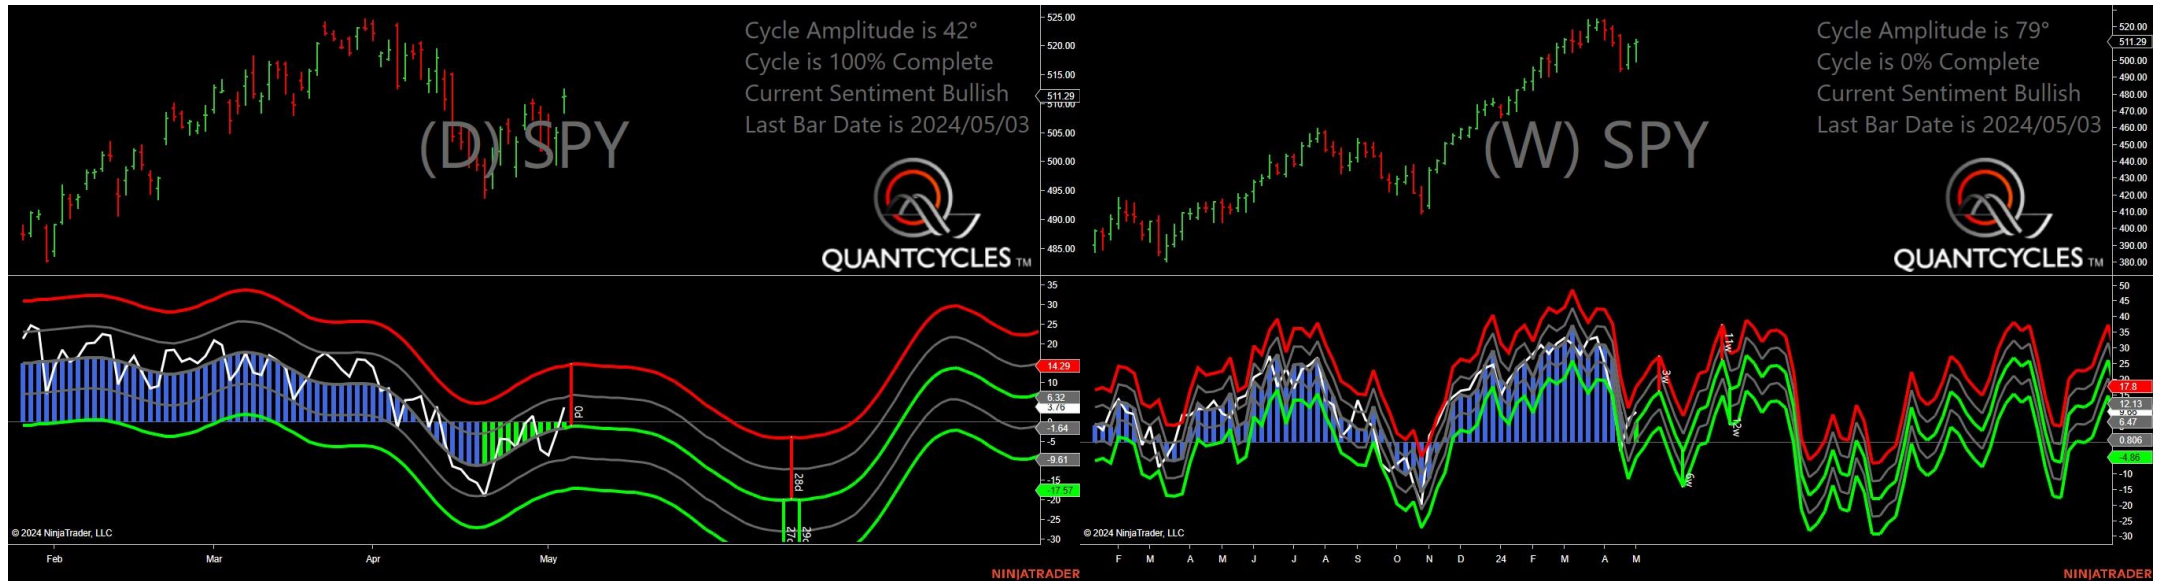 Cycle Amplitude is 42°
Cycle is 100% Complete
Current Sentiment Bullish
Last Bar Date is 2024/05/03
(D) SPY
QUANTCYCLES TM
525.00
520.00
515.00
511.29
510.00
505.00
500.00
495.00
490.00
485.00
35
30
25
20
14.29
10
6.32
3.76
-1.64
-5
-9.61
-15
-17.57
-20
-25
-30
0d
28d
© 2024 NinjaTrader, LLC
Feb
Mar
Apr
May
NINJATRADER
Cycle Amplitude is 79°
Cycle is 0% Complete
Current Sentiment Bullish
Last Bar Date is 2024/05/03
(W) SPY
QUANTCYCLES TM
520.00
511.29
500.00
490.00
480.00
470.00
460.00
450.00
440.00
430.00
420.00
410.00
400.00
390.00
380.00
50
45
40
35
30
25
20
17.8
12.13
6.47
0.806
-4.86
-10
-15
-20
-25
-30
3w
6w
11w
12w
© 2024 NinjaTrader, LLC
F M A M J J A S O N D 24 F M A M
NINJATRADER